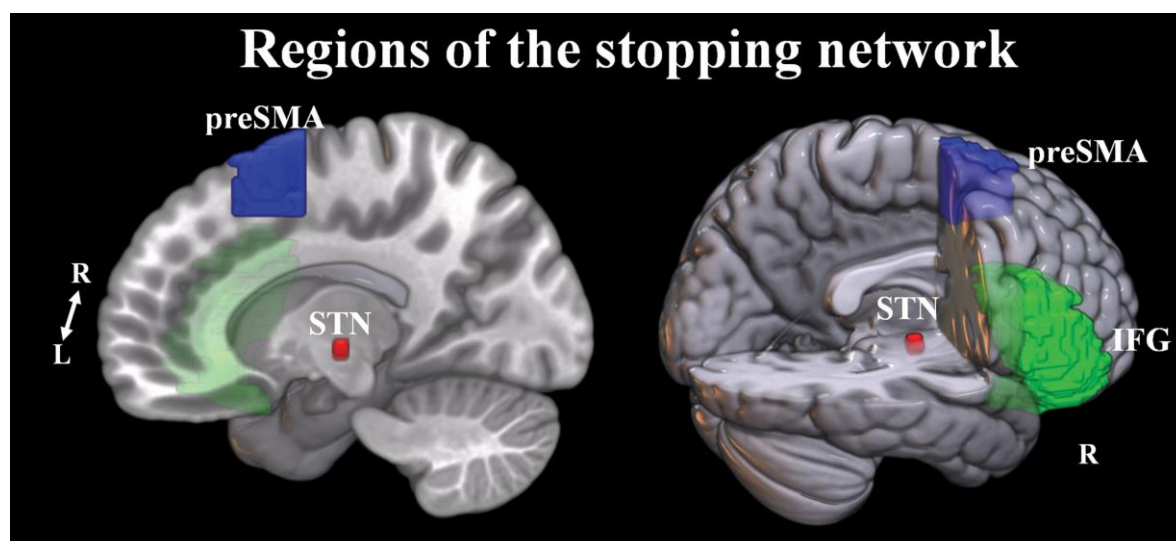 Regions of the stopping network
preSMA
STN
R
L
preSMA
STN
IFG
R